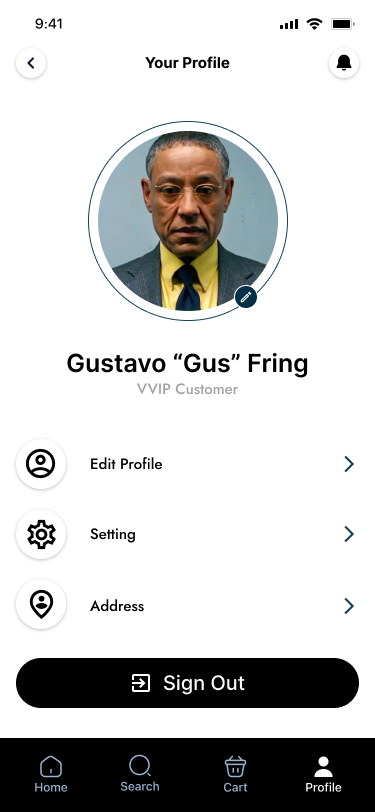 9:41
Your Profile
Gustavo “Gus” Fring
VVIP Customer
Edit Profile
Setting
Address
Sign Out
Home
Search
Cart
Profile